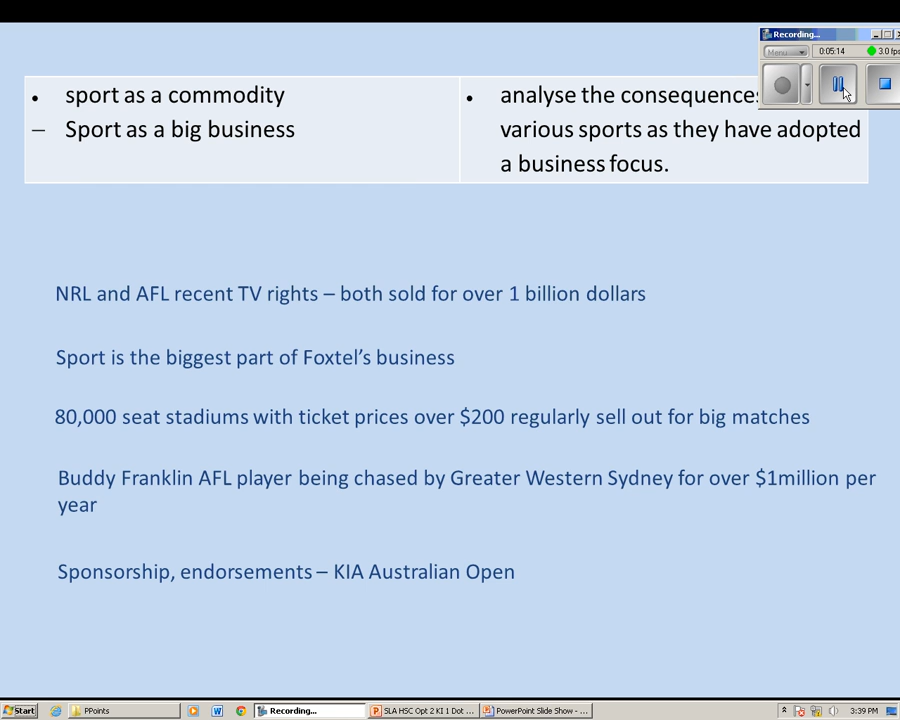 Recording...
Menu
0:05:14
3.0 fps
• sport as a commodity
– Sport as a big business
• analyse the consequences
various sports as they have adopted
a business focus.
NRL and AFL recent TV rights – both sold for over 1 billion dollars
Sport is the biggest part of Foxtel’s business
80,000 seat stadiums with ticket prices over $200 regularly sell out for big matches
Buddy Franklin AFL player being chased by Greater Western Sydney for over $1million per
year
Sponsorship, endorsements – KIA Australian Open
Start
PPoints
Recording...
SLA HSC Opt 2 KI 1 Dot ...
PowerPoint Slide Show - ...
3:39 PM